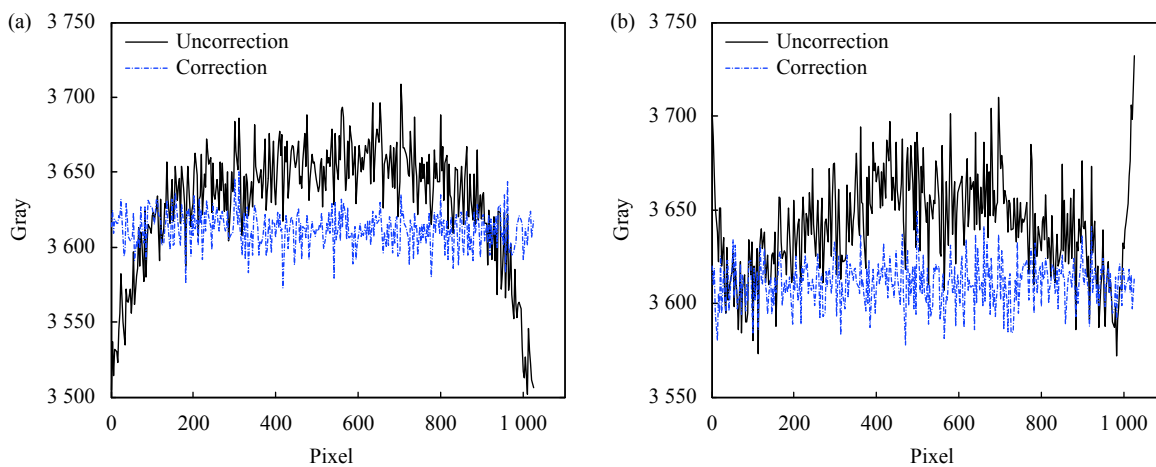 (a)
3 750
Uncorrection
Correction
3 700
3 650
Gray
3 600
3 550
3 500
0 200 400 600 800 1 000
Pixel
(b)
3 750
Uncorrection
Correction
3 700
3 650
Gray
3 600
3 550
0 200 400 600 800 1 000
Pixel